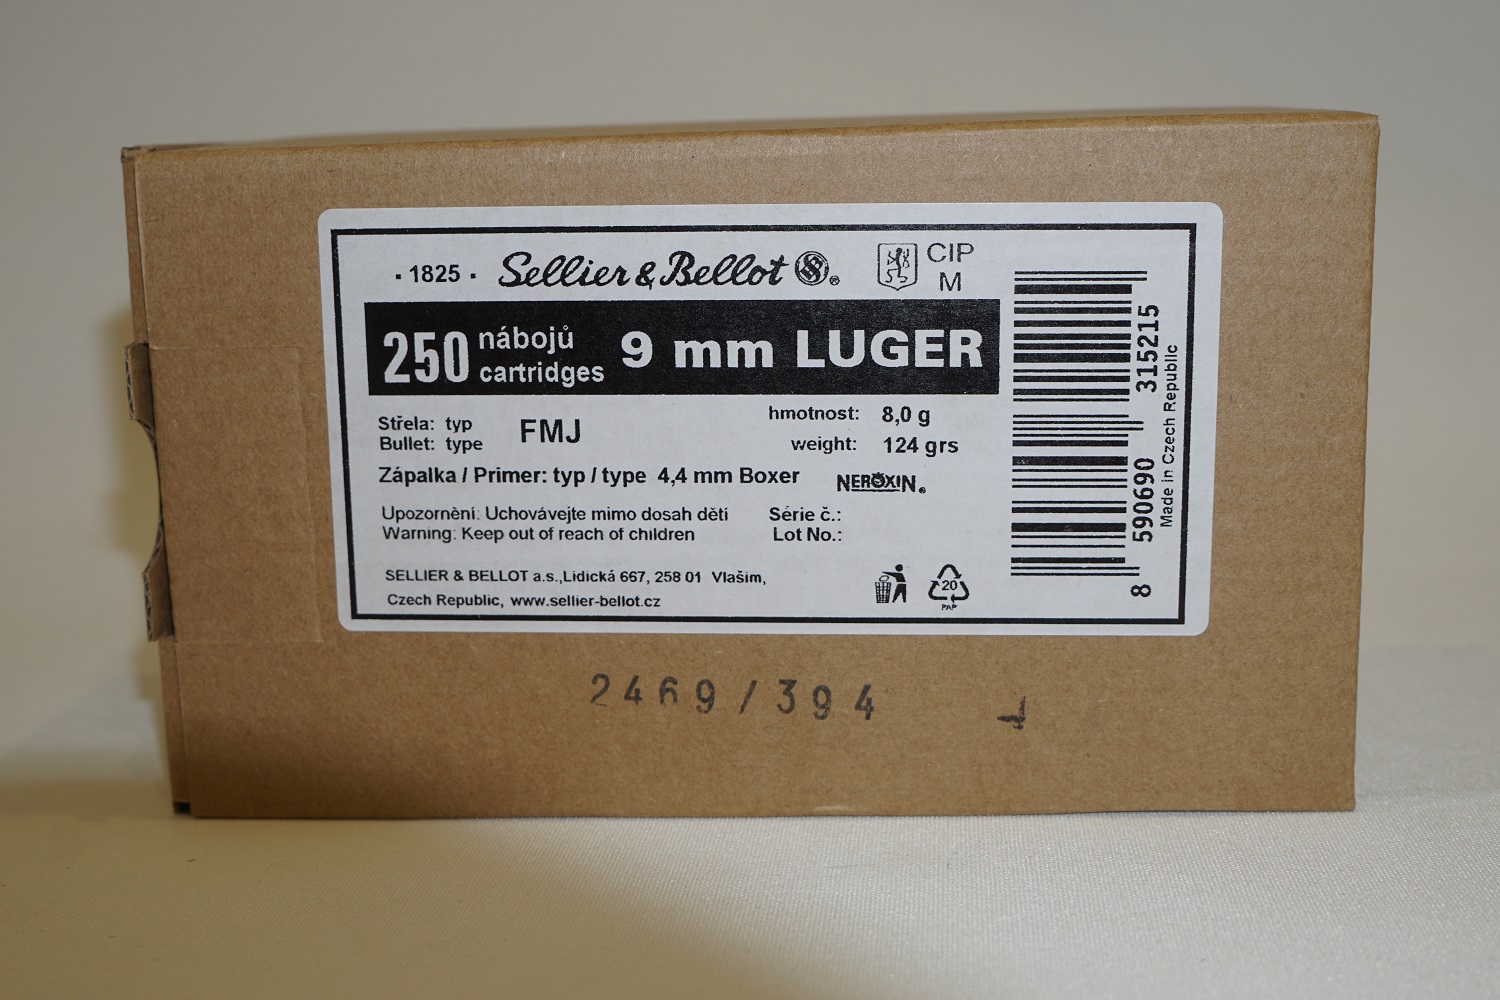 · 1825 · Sellier & Bellot SB ®
CIP
M
250 nábojů
cartridges
9 mm LUGER
Střela: typ
Bullet: type
FMJ
hmotnost: 8,0 g
weight: 124 grs
Zápalka / Primer: typ / type 4,4 mm Boxer
NEROXIN®
Upozornění: Uchovávejte mimo dosah dětí
Warning: Keep out of reach of children
Série č.:
Lot No.:
SELLIER & BELLOT a.s.,Lidická 667, 258 01 Vlašim,
Czech Republic, www.sellier-bellot.cz
20
PAP
8 590690 315215
Made in Czech Republic
2469/394
1